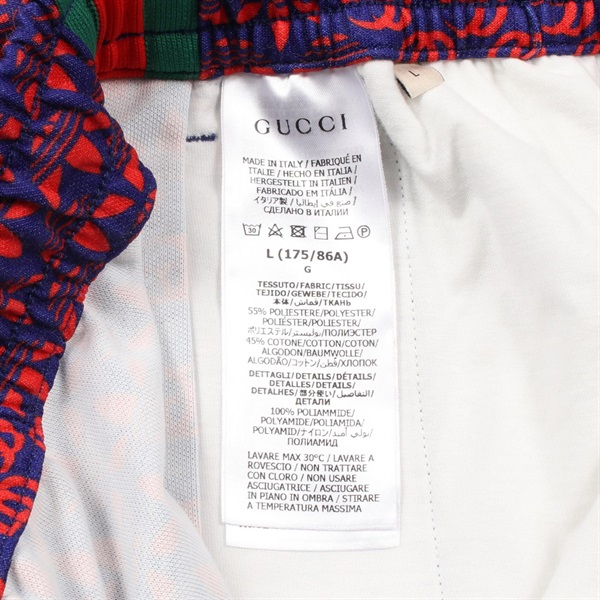 L
GUCCI
MADE IN ITALY / FABRIQUÉ EN
ITALIE / HECHO EN ITALIA /
HERGESTELLT IN ITALIEN /
FABRICADO EM ITÁLIA /
イタリア製 / صنع في إيطاليا /
СДЕЛАНО В ИТАЛИИ
30 P
L (175/86A)
G
TESSUTO/FABRIC/TISSU/
TEJIDO/GEWEBE/TECIDO/
本体/قماش/ТКАНЬ
55% POLIESTERE/POLYESTER/
POLYESTER/POLIÉSTER/
POLYESTER/POLIÉSTER/
ポリエステル/بوليستر/ПОЛИЭСТЕР
45% COTONE/COTTON/COTON/
ALGODON/BAUMWOLLE/
ALGODÃO/コットン/قطن/ХЛОПОК
DETTAGLI/DETAILS/DÉTAILS/
DETALLES/DETAILS/
DETALHES/部分使い/التفاصيل/
ДЕТАЛИ
100% POLIAMMIDE/
POLYAMIDE/POLYAMIDE/POLIAMIDA/
POLYAMID/ナイロン/بولي أميد/
ПОЛИАМИД
LAVARE MAX 30°C / LAVARE A
ROVESCIO / NON TRATTARE
CON CLORO / NON USARE
ASCIUGATRICE / ASCIUGARE
IN PIANO IN OMBRA / STIRARE
A TEMPERATURA MASSIMA